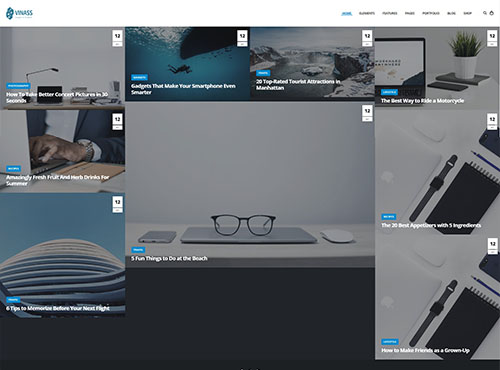 VINASS
HOME
ELEMENTS
FEATURES
PAGES
PORTFOLIO
BLOG
SHOP
12
PHOTOGRAPHY
How To Take Better Concert Pictures in 30
Seconds
12
Gadgets That Make Your Smartphone Even
Smarter
12
TRAVEL
20 Top-Rated Tourist Attractions in
Manhattan
12
LIFESTYLE
The Best Way to Ride a Motorcycle
12
RECIPES
Amazingly Fresh Fruit And Herb Drinks For
Summer
12
TRAVEL
5 Fun Things to Do at the Beach
12
RECIPES
The 20 Best Appetizers with 5 Ingredients
12
TRAVEL
6 Tips to Memorize Before Your Next Flight
12
LIFESTYLE
How to Make Friends as a Grown-Up